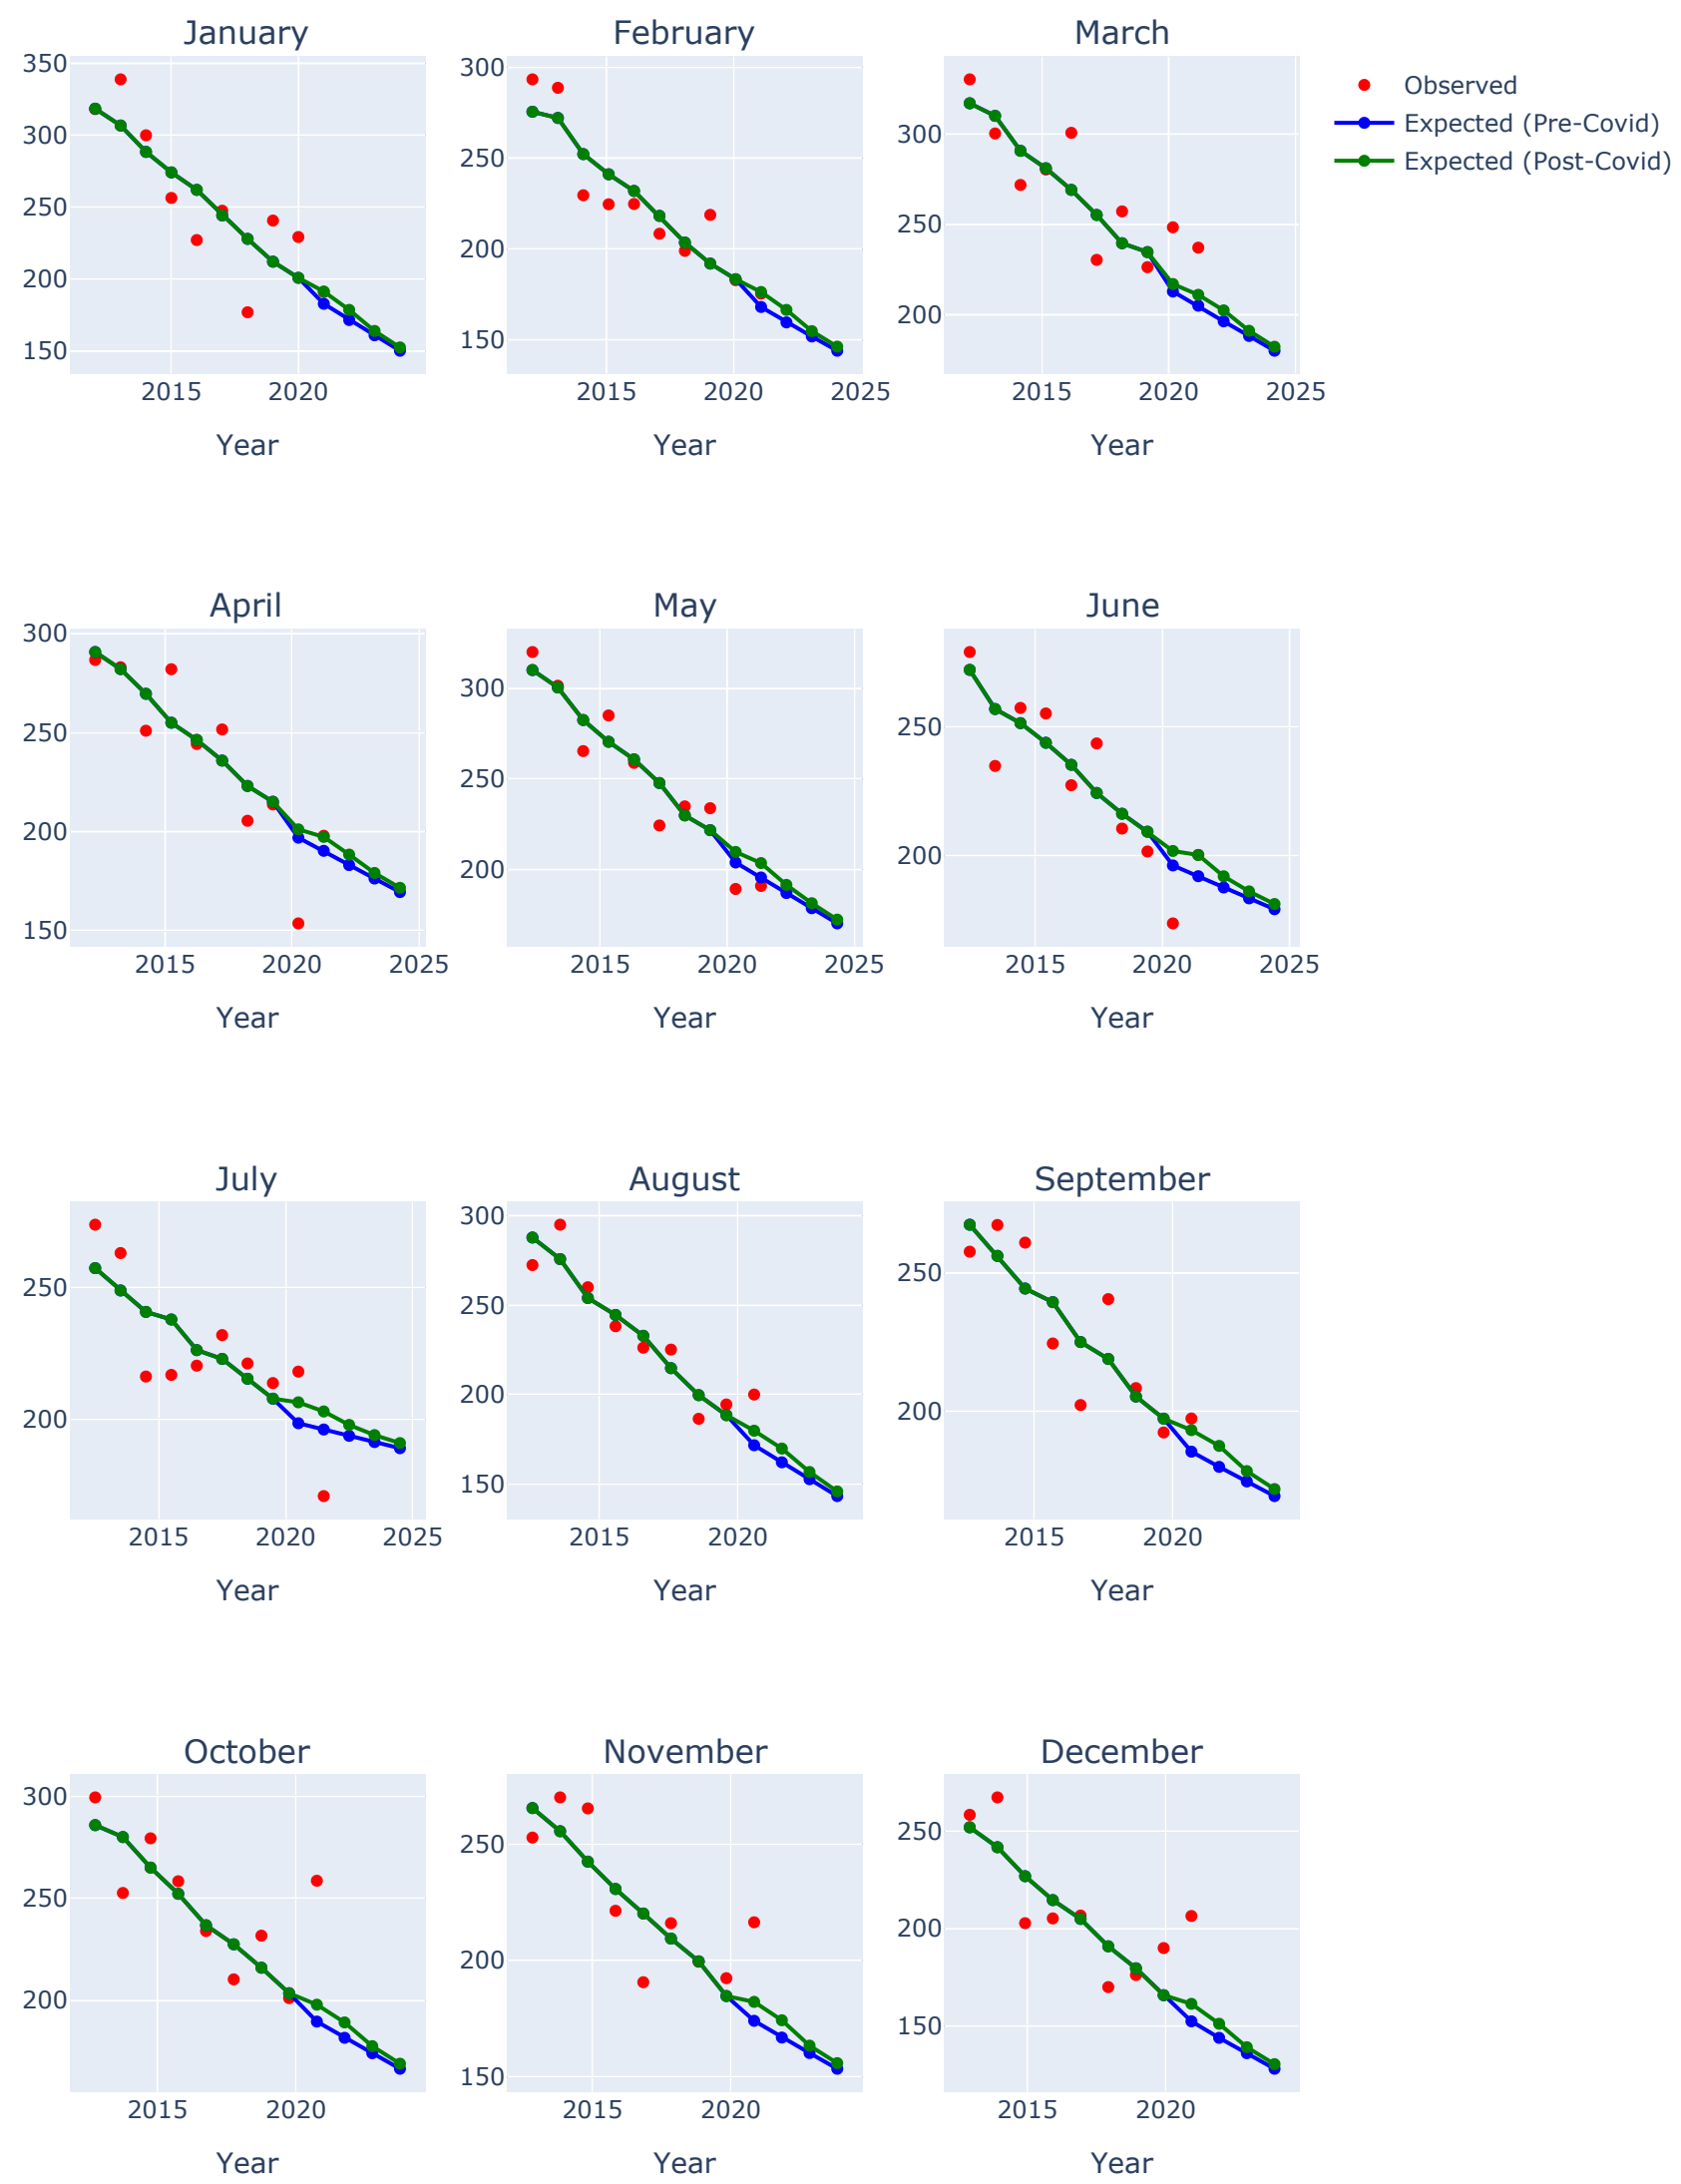 January
February
March
350
300
250
200
150
2015
2020
Year
300
250
200
150
2015
2020
2025
Year
300
250
200
2015
2020
2025
Year
Observed
Expected (Pre-Covid)
Expected (Post-Covid)
April
May
June
300
250
200
150
2015
2020
2025
Year
300
250
200
2015
2020
2025
Year
250
200
2015
2020
2025
Year
July
August
September
250
200
2015
2020
2025
Year
300
250
200
150
2015
2020
Year
250
200
2015
2020
Year
October
November
December
300
250
200
2015
2020
Year
250
200
150
2015
2020
Year
250
200
150
2015
2020
Year